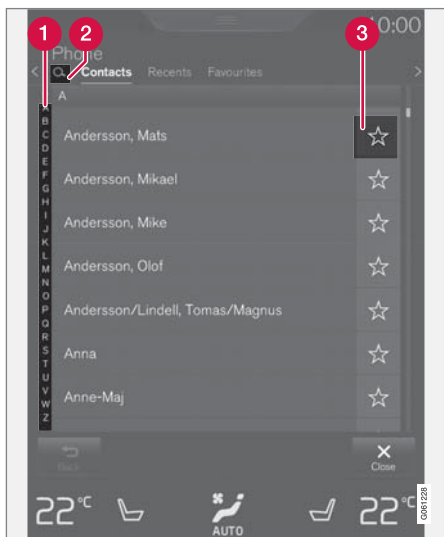 10:00
1 2 3
Phone
Contacts Recents Favourites
A
A
B
C
D
E
F
G
H
I
J
K
L
M
N
O
P
Q
R
S
T
U
V
W
Z
Andersson, Mats
Andersson, Mikael
Andersson, Mike
Andersson, Olof
Andersson/Lindell, Tomas/Magnus
Anna
Anne-Maj
Back
Close
22°C AUTO 22°C
G061228